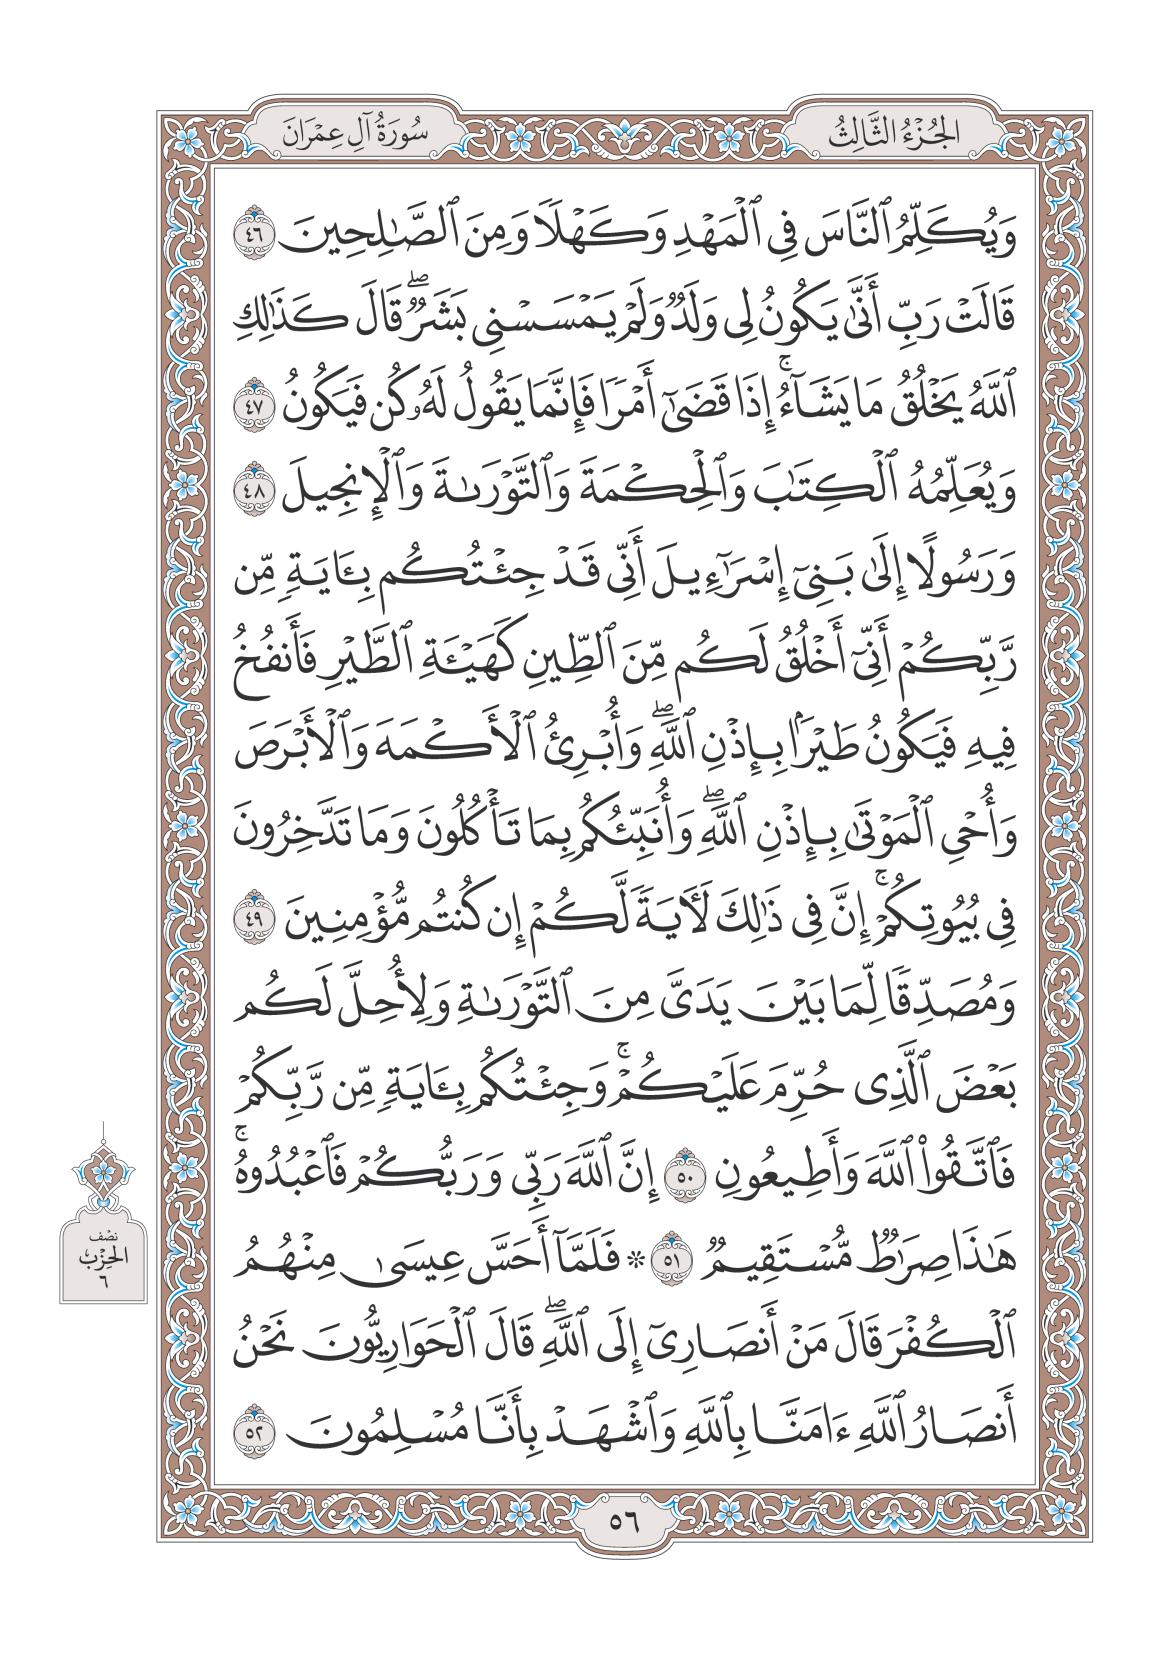 الجُزْءُ الثَّالِثُ
سُورَةُ آلِ عِمْرَانَ
وَيُكَلِّمُ ٱلنَّاسَ فِى ٱلْمَهْدِ وَكَهْلًا وَمِنَ ٱلصَّٰلِحِينَ ٤٦
قَالَتْ رَبِّ أَنَّىٰ يَكُونُ لِى وَلَدٌ وَلَمْ يَمْسَسْنِى بَشَرٌ ۖ قَالَ كَذَٰلِكِ
ٱللَّهُ يَخْلُقُ مَا يَشَآءُ ۚ إِذَا قَضَىٰٓ أَمْرًا فَإِنَّمَا يَقُولُ لَهُۥ كُن فَيَكُونُ ٤٧
وَيُعَلِّمُهُ ٱلْكِتَٰبَ وَٱلْحِكْمَةَ وَٱلتَّوْرَىٰةَ وَٱلْإِنجِيلَ ٤٨
وَرَسُولًا إِلَىٰ بَنِىٓ إِسْرَٰٓءِيلَ أَنِّى قَدْ جِئْتُكُم بِـَٔايَةٍ مِّن
رَّبِّكُمْ أَنِّىٓ أَخْلُقُ لَكُم مِّنَ ٱلطِّينِ كَهَيْـَٔةِ ٱلطَّيْرِ فَأَنفُخُ
فِيهِ فَيَكُونُ طَيْرًۢا بِإِذْنِ ٱللَّهِ ۖ وَأُبْرِئُ ٱلْأَكْمَهَ وَٱلْأَبْرَصَ
وَأُحْىِ ٱلْمَوْتَىٰ بِإِذْنِ ٱللَّهِ ۖ وَأُنَبِّئُكُم بِمَا تَأْكُلُونَ وَمَا تَدَّخِرُونَ
فِى بُيُوتِكُمْ ۚ إِنَّ فِى ذَٰلِكَ لَـَٔايَةً لَّكُمْ إِن كُنتُم مُّؤْمِنِينَ ٤٩
وَمُصَدِّقًا لِّمَا بَيْنَ يَدَىَّ مِنَ ٱلتَّوْرَىٰةِ وَلِأُحِلَّ لَكُم
بَعْضَ ٱلَّذِى حُرِّمَ عَلَيْكُمْ ۚ وَجِئْتُكُم بِـَٔايَةٍ مِّن رَّبِّكُمْ
فَٱتَّقُوا۟ ٱللَّهَ وَأَطِيعُونِ ٥٠ إِنَّ ٱللَّهَ رَبِّى وَرَبُّكُمْ فَٱعْبُدُوهُ ۚ
هَٰذَا صِرَٰطٌ مُّسْتَقِيمٌ ٥١ * فَلَمَّآ أَحَسَّ عِيسَىٰ مِنْهُمُ
ٱلْكُفْرَ قَالَ مَنْ أَنصَارِىٓ إِلَى ٱللَّهِ ۖ قَالَ ٱلْحَوَارِيُّونَ نَحْنُ
أَنصَارُ ٱللَّهِ ءَامَنَّا بِٱللَّهِ وَٱشْهَدْ بِأَنَّا مُسْلِمُونَ ٥٢
نصْف
الحِزْب
٦
٥٦